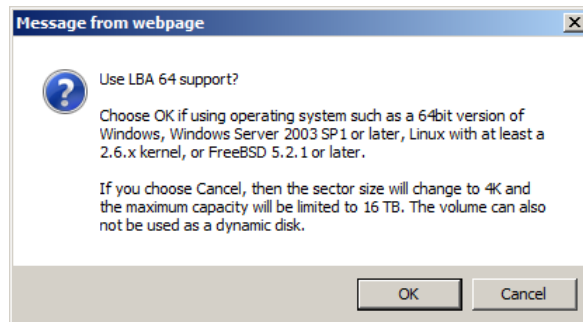 Message from webpage
Use LBA 64 support?
Choose OK if using operating system such as a 64bit version of
Windows, Windows Server 2003 SP1 or later, Linux with at least a
2.6.x kernel, or FreeBSD 5.2.1 or later.
If you choose Cancel, then the sector size will change to 4K and
the maximum capacity will be limited to 16 TB. The volume can also
not be used as a dynamic disk.
OK
Cancel